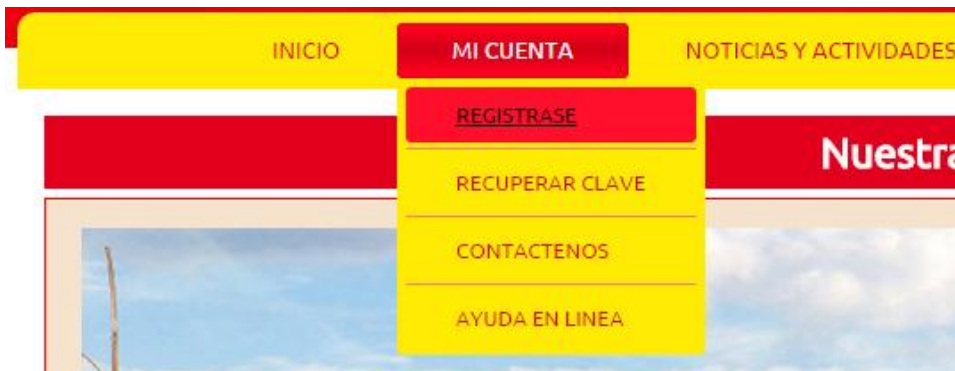 INICIO MI CUENTA NOTICIAS Y ACTIVIDADES
REGISTRASE
Nuestra
RECUPERAR CLAVE
CONTACTENOS
AYUDA EN LINEA